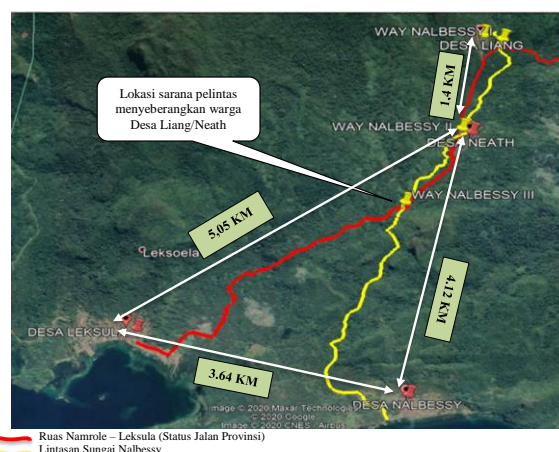 WAY NALBESSY I
DESA LIANG
1.4 KM
Lokasi sarana pelintas
menyeberangkan warga
Desa Liang/Neath
WAY NALBESSY II
DESA NEATH
WAY NALBESSY III
5,05 KM
Leksoela
4.12 KM
DESA LEKSUL
3.64 KM
DESA NALBESSY
Image © 2020 Maxar Technologi
© 2020 Google
Image © 2020 CNES - Airbus
Ruas Namrole – Leksula (Status Jalan Provinsi)
Lintasan Sungai Nalbessy